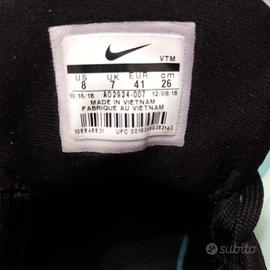 VTM
US UK EUR cm
8 7 41 26
10/16/18 AO2924-007 12/08/18
MADE IN VIETNAM
FABRIQUE AU VIETNAM
UPC
subito